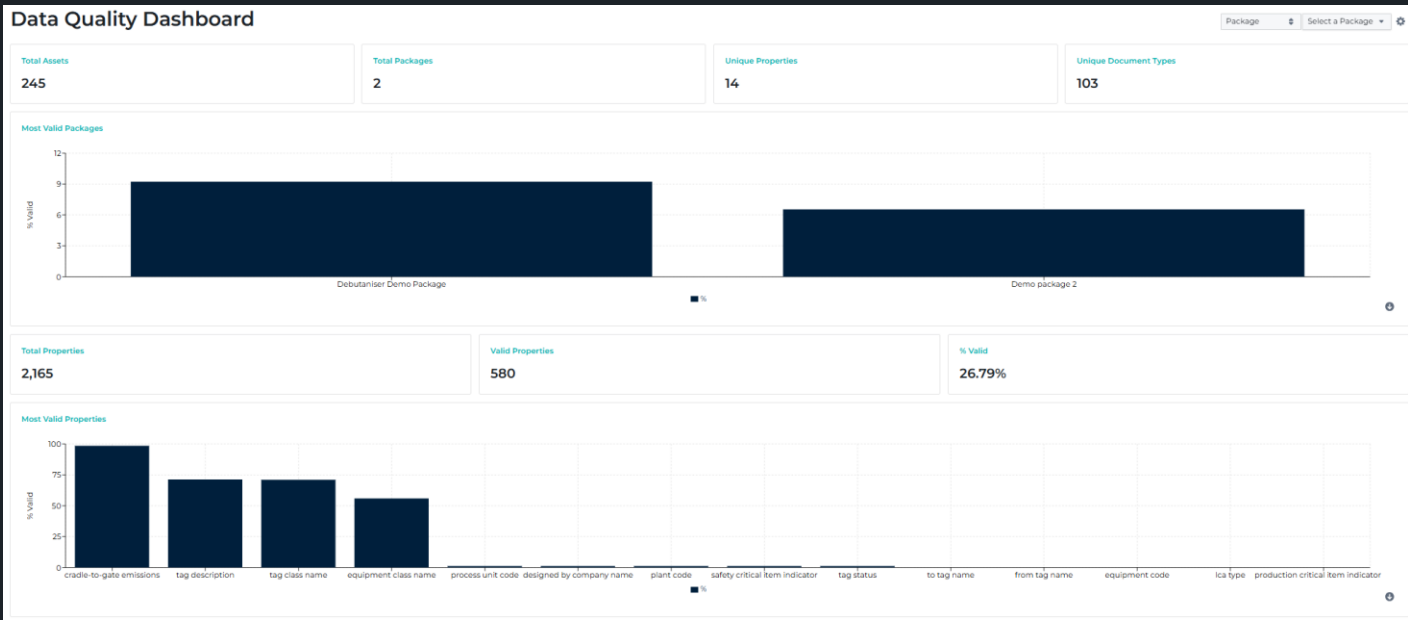 Data Quality Dashboard
Package
Select a Package
Total Assets
245
Total Packages
2
Unique Properties
14
Unique Document Types
103
Most Valid Packages
12
9
6
3
0
% Valid
Debutaniser Demo Package
Demo package 2
%
Total Properties
2,165
Valid Properties
580
% Valid
26.79%
Most Valid Properties
100
75
50
25
0
% Valid
cradle-to-gate emissions
tag description
tag class name
equipment class name
process unit code
designed by company name
plant code
safety critical item indicator
tag status
to tag name
from tag name
equipment code
lca type
production critical item indicator
%